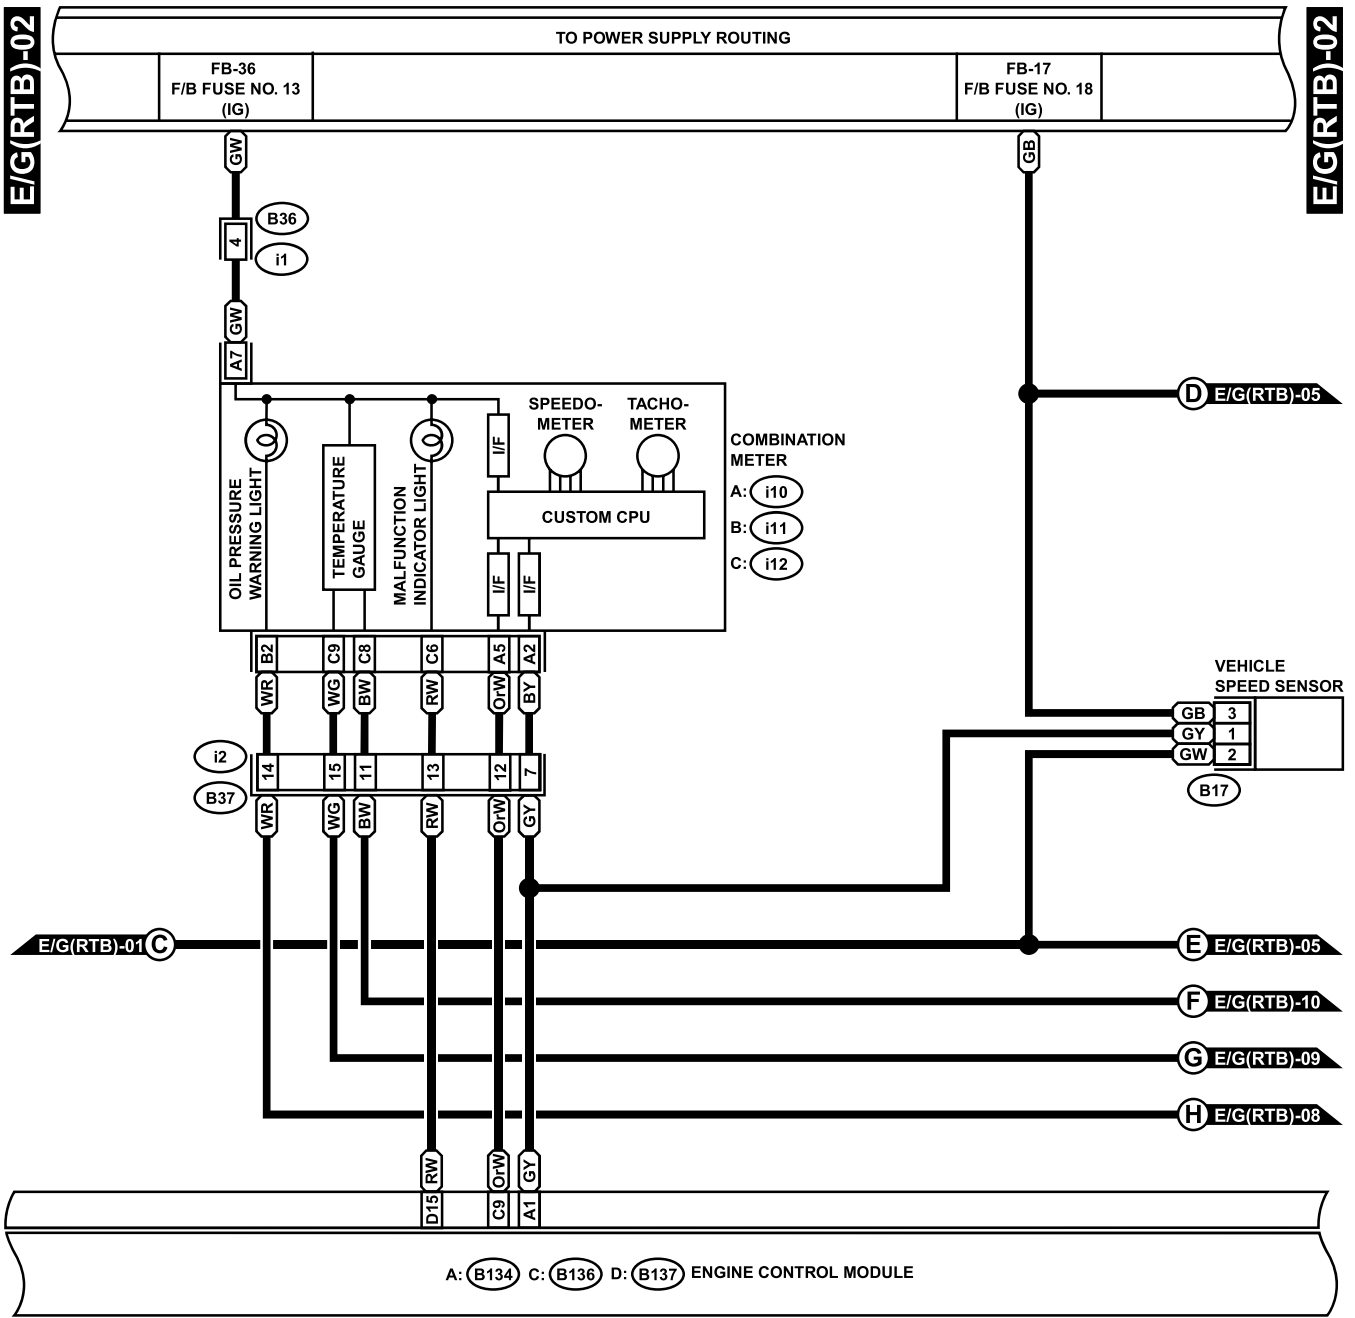 E/G(RTB)-02
E/G(RTB)-02
TO POWER SUPPLY ROUTING
FB-36
F/B FUSE NO. 13
(IG)
FB-17
F/B FUSE NO. 18
(IG)
GW
GB
4
B36
i1
GW
A7
D
E/G(RTB)-05
OIL PRESSURE
WARNING LIGHT
TEMPERATURE
GAUGE
MALFUNCTION
INDICATOR LIGHT
I/F
SPEEDO-
METER
TACHO-
METER
CUSTOM CPU
I/F
I/F
COMBINATION
METER
A: i10
B: i11
C: i12
B2
C9
C8
C6
A5
A2
WR
WG
BW
RW
OrW
BY
VEHICLE
SPEED SENSOR
GB 3
GY 1
GW 2
B17
i2
B37
14
15
11
13
12
7
WR
WG
BW
RW
OrW
GY
E/G(RTB)-01
C
E
E/G(RTB)-05
F
E/G(RTB)-10
G
E/G(RTB)-09
H
E/G(RTB)-08
RW
OrW
GY
D15
C9
A1
A: B134 C: B136 D: B137 ENGINE CONTROL MODULE